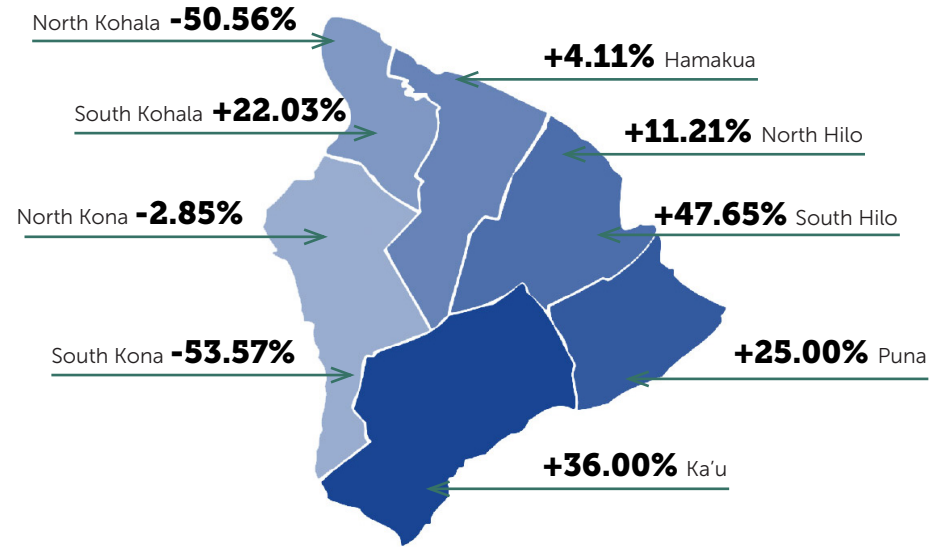 North Kohala -50.56%
+4.11% Hamakua
South Kohala +22.03%
+11.21% North Hilo
North Kona -2.85%
+47.65% South Hilo
South Kona -53.57%
+25.00% Puna
+36.00% Ka’u